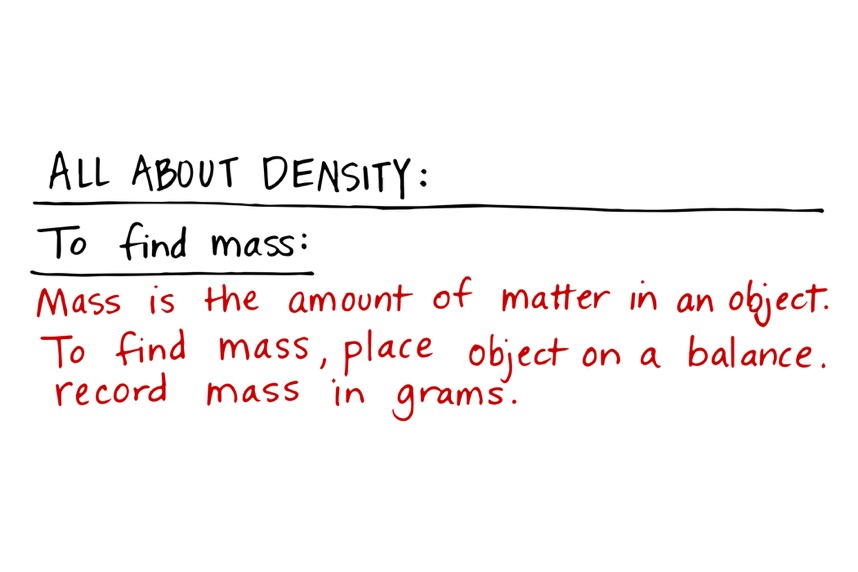 ALL ABOUT DENSITY:
To find mass:
Mass is the amount of matter in an object.
To find mass, place object on a balance.
record mass in grams.